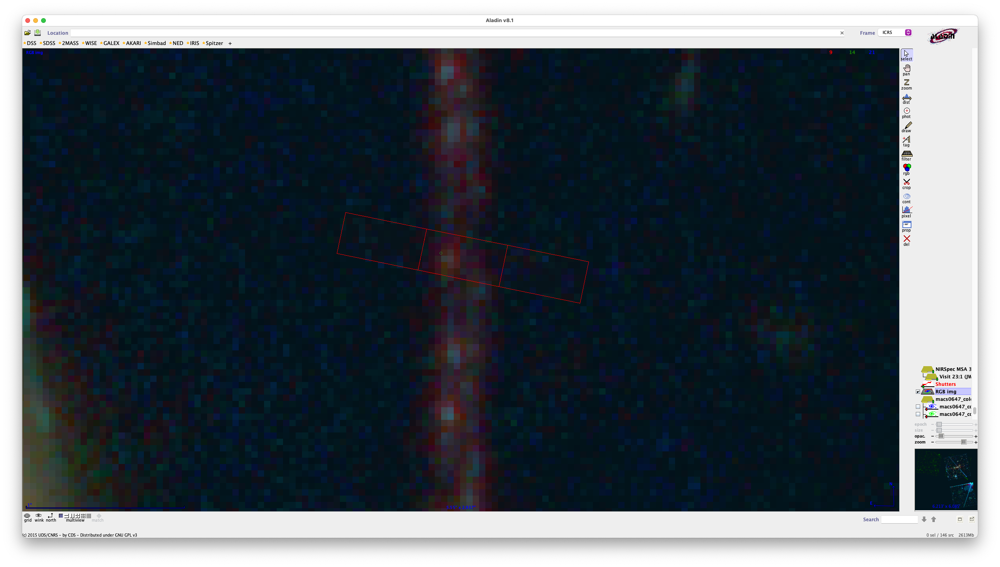 Aladin v8.1
Location
Frame ICRS
DSS SDSS 2MASS WISE GALEX AKARI Simbad NED IRIS Spitzer +
ALADIN
RGB img
9 14 21
select
pan
zoom
dist
phot
draw
tag
filter
rgb
crop
cont
pixel
prop
del
NIRSpec MSA 3
Visit 23:1 (JW
Shutters
RGB img
macs0647_col
macs0647_cc
macs0647_cc
epoch
size
opac.
zoom
N
E
1"
5.55" x 2.937"
6.213' x 6.085'
grid wink north multiview match
Search
(c) 2015 UDS/CNRS - by CDS - Distributed under GNU GPL v3
0 sel / 146 src 2613Mb